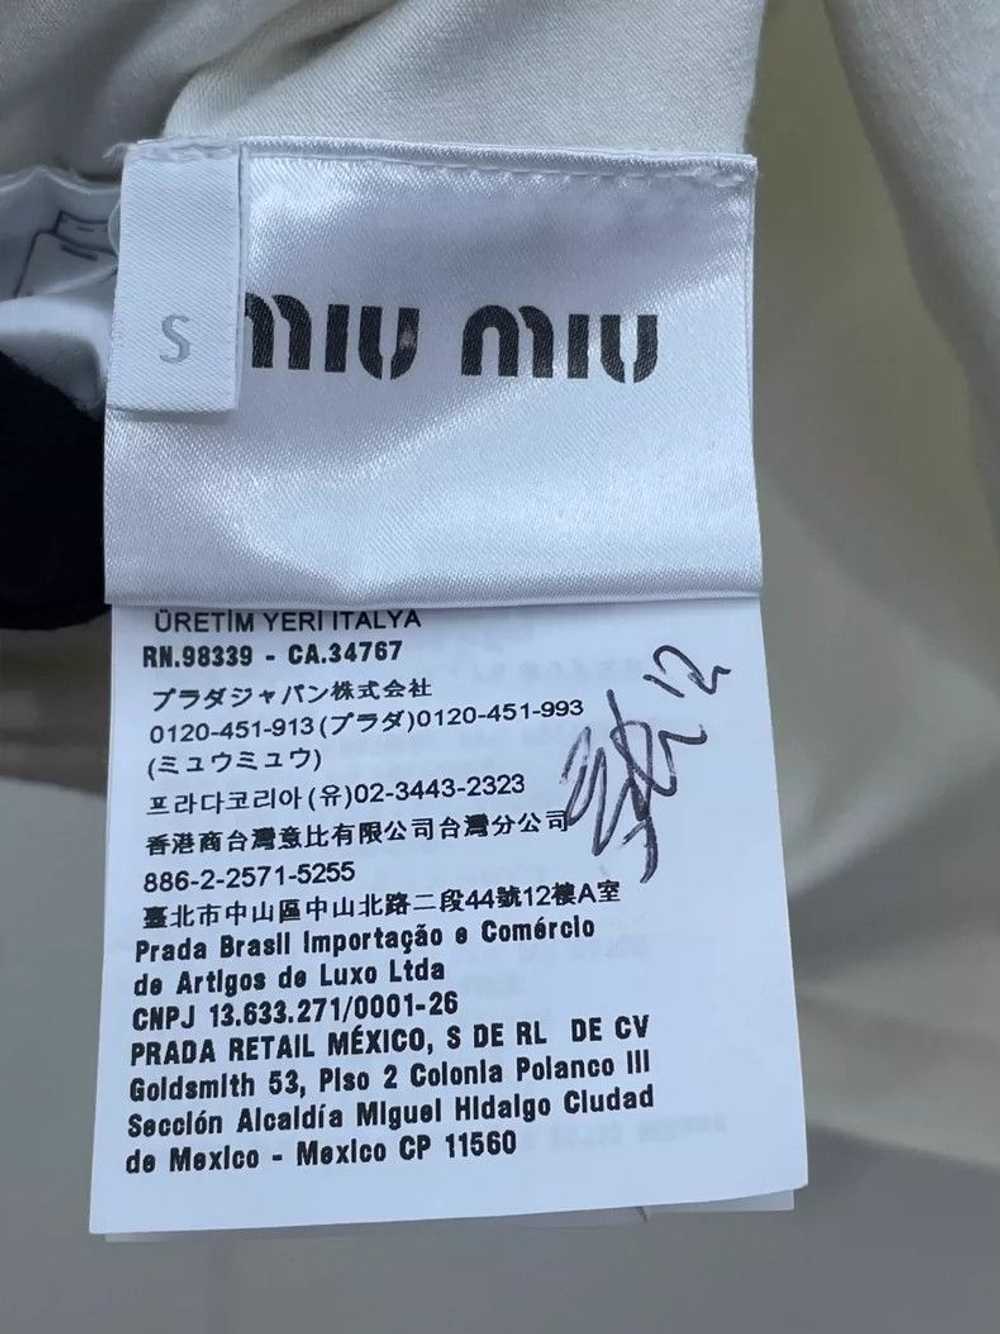 S
miu miu
ÜRETİM YERİ İTALYA
RN.98339 - CA.34767
プラダジャパン株式会社
0120-451-913(プラダ)0120-451-993
(ミュウミュウ)
프라다코리아(유)02-3443-2323
香港商台灣意比有限公司台灣分公司
886-2-2571-5255
臺北市中山區中山北路二段44號12樓A室
Prada Brasil Importação e Comércio
de Artigos de Luxo Ltda
CNPJ 13.633.271/0001-26
PRADA RETAIL MÉXICO, S DE RL DE CV
Goldsmith 53, Piso 2 Colonia Polanco III
Sección Alcaldía Miguel Hidalgo Ciudad
de Mexico - Mexico CP 11560